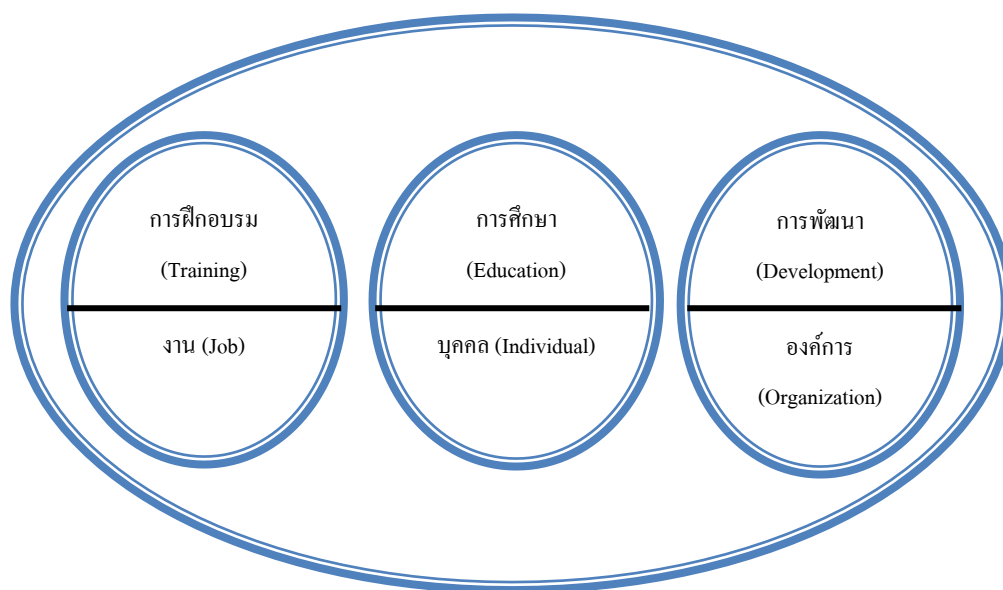 การฝึกอบรม
(Training)
งาน (Job)
การศึกษา
(Education)
บุคคล (Individual)
การพัฒนา
(Development)
องค์การ
(Organization)